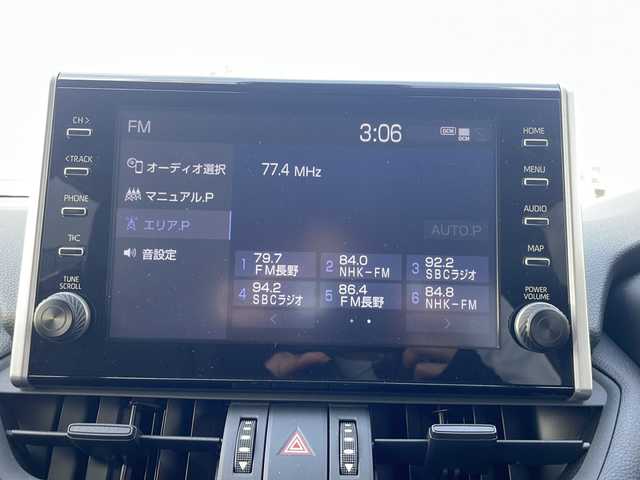 CH>
<TRACK
PHONE
TUNE
SCROLL
FM
3:06
DCM
DCM
オーディオ選択
マニュアル.P
エリア.P
音設定
77.4 MHz
AUTO.P
1 79.7 FM長野
2 84.0 NHK-FM
3 92.2 SBCラジオ
4 94.2 SBCラジオ
5 86.4 FM長野
6 84.8 NHK-FM
<
>
HOME
MENU
AUDIO
MAP
POWER
VOLUME